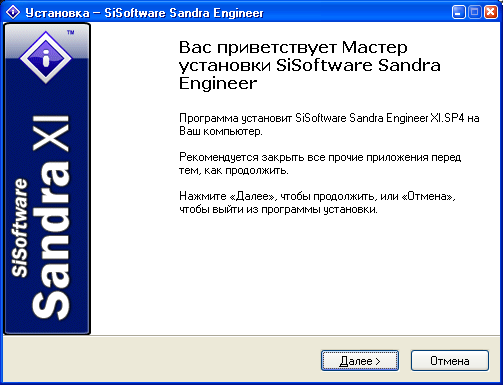 Установка – SiSoftware Sandra Engineer
TM
SiSoftware
Sandra XI
Вас приветствует Мастер
установки SiSoftware Sandra
Engineer
Программа установит SiSoftware Sandra Engineer XI.SP4 на
Ваш компьютер.
Рекомендуется закрыть все прочие приложения перед
тем, как продолжить.
Нажмите «Далее», чтобы продолжить, или «Отмена»,
чтобы выйти из программы установки.
Далее >
Отмена